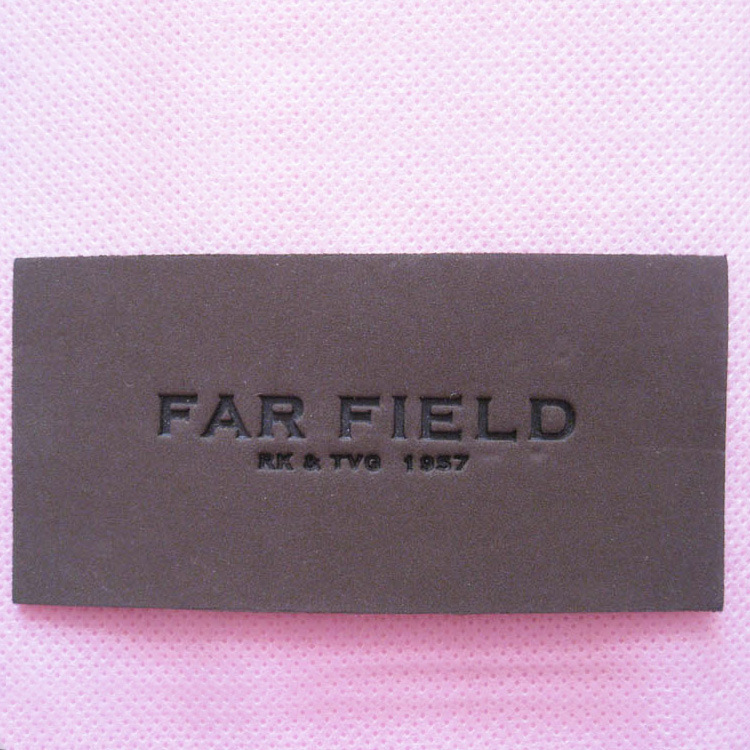 FAR FIELD
RK & TVG 1957